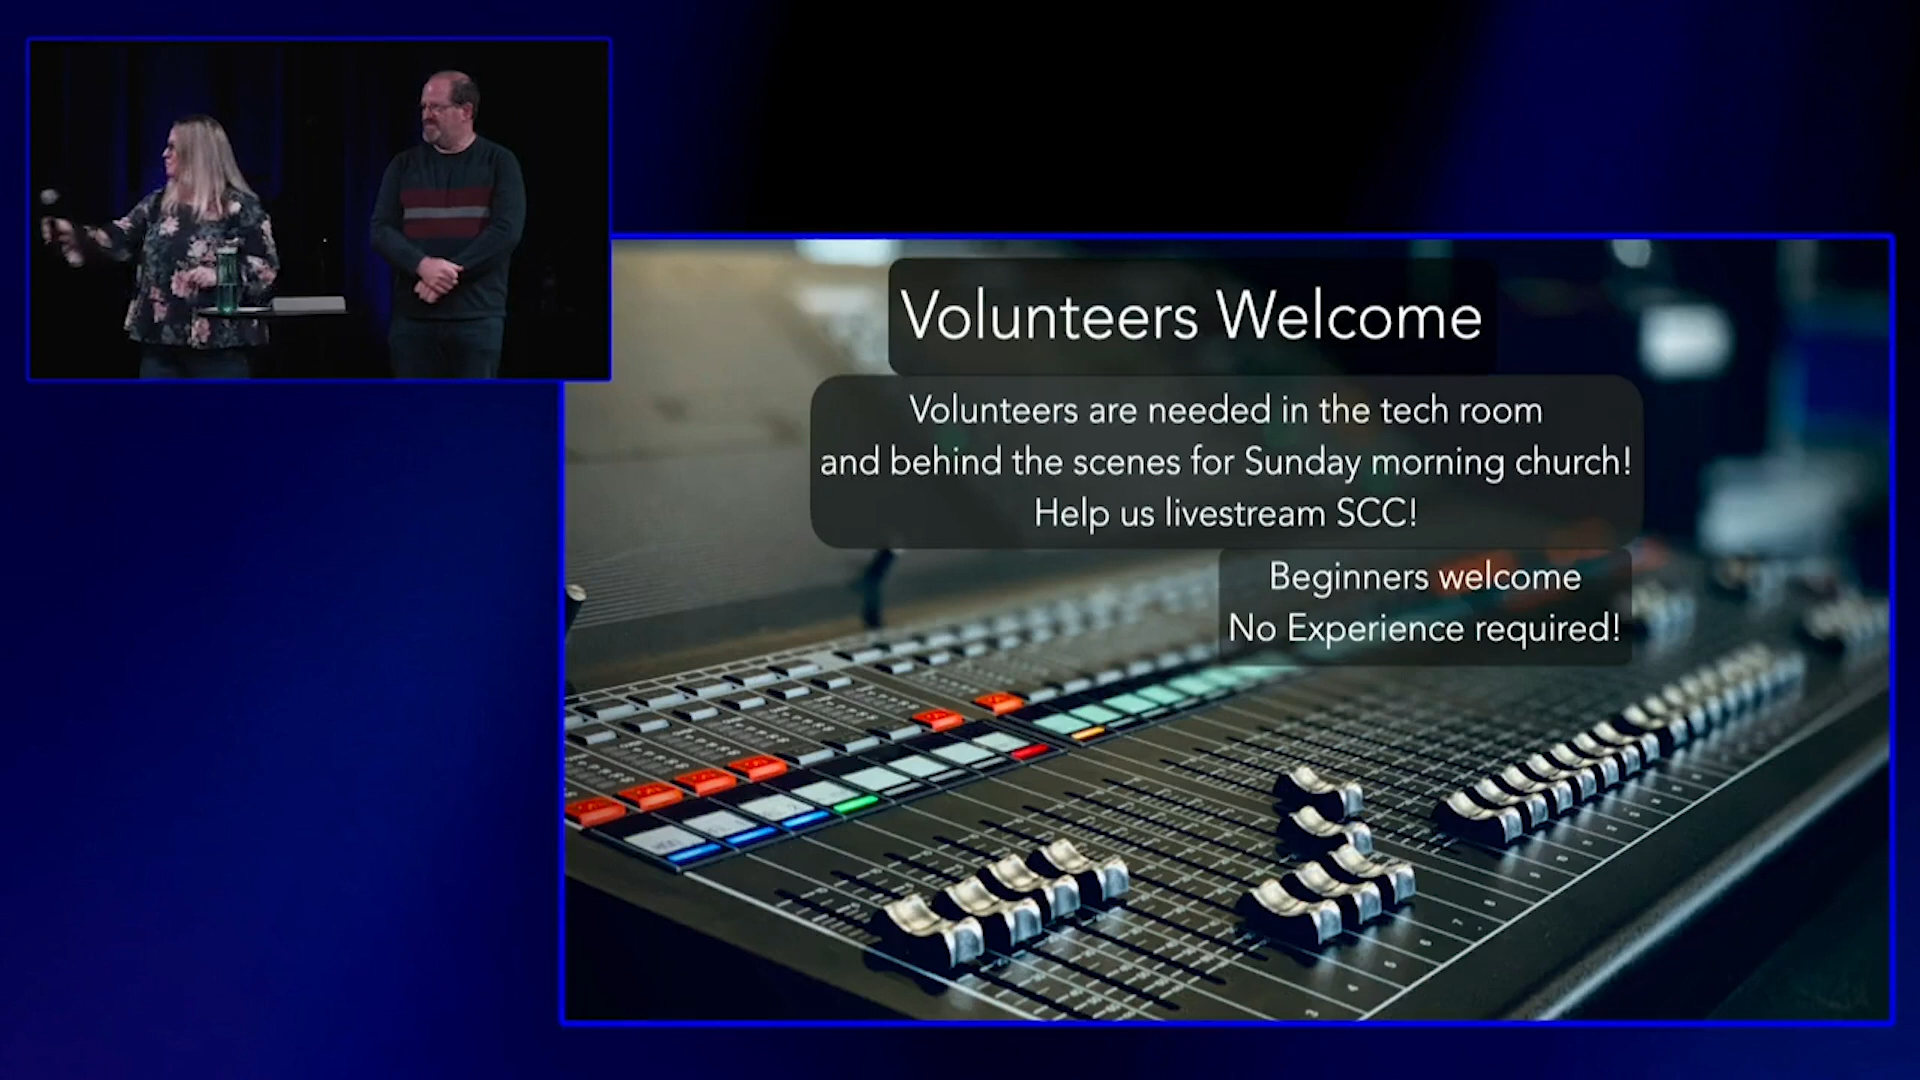 Volunteers Welcome
Volunteers are needed in the tech room
and behind the scenes for Sunday morning church!
Help us livestream SCC!
Beginners welcome
No Experience required!